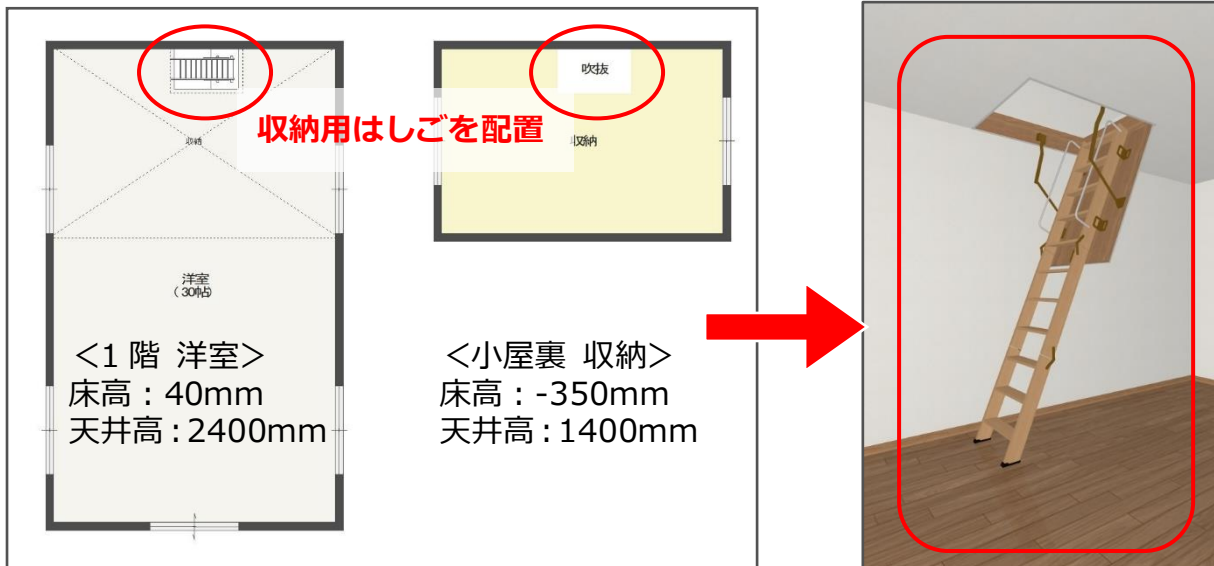 吹抜
収納用はしごを配置
収納
収納
洋室
（30帖）
＜1 階 洋室＞
床高：40mm
天井高：2400mm
＜小屋裏 収納＞
床高：-350mm
天井高：1400mm